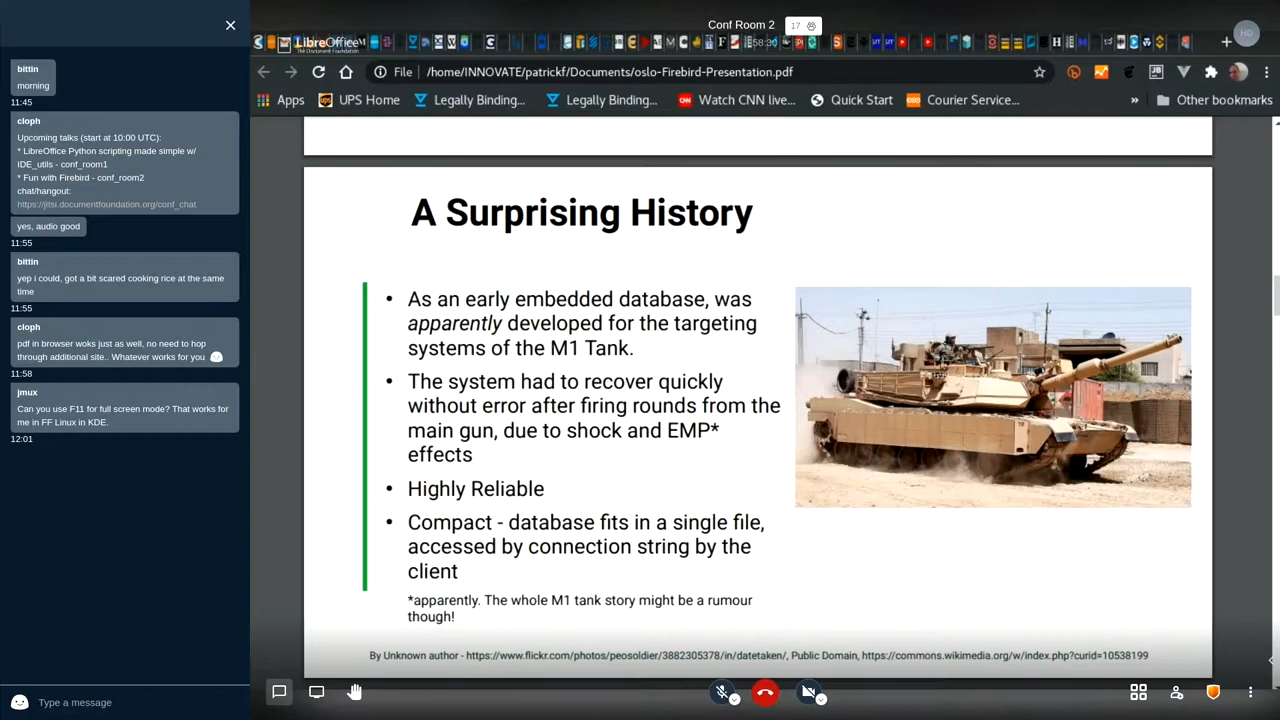 Conf Room 2
17
HD
LibreOffice
The Document Foundation
File
/home/INNOVATE/patrickf/Documents/oslo-Firebird-Presentation.pdf
Apps
UPS Home
Legally Binding...
Legally Binding...
Watch CNN live...
Quick Start
Courier Service...
»
Other bookmarks
bittin
morning
11:45
cloph
Upcoming talks (start at 10:00 UTC):
* LibreOffice Python scripting made simple w/
IDE_utils - conf_room1
* Fun with Firebird - conf_room2
chat/hangout:
https://jitsi.documentfoundation.org/conf_chat
yes, audio good
11:55
bittin
yep i could, got a bit scared cooking rice at the same
time
11:55
cloph
pdf in browser woks just as well, no need to hop
through additional site.. Whatever works for you
11:58
jmux
Can you use F11 for full screen mode? That works for
me in FF Linux in KDE.
12:01
Type a message
A Surprising History
• As an early embedded database, was
apparently developed for the targeting
systems of the M1 Tank.
• The system had to recover quickly
without error after firing rounds from the
main gun, due to shock and EMP*
effects
• Highly Reliable
• Compact - database fits in a single file,
accessed by connection string by the
client
*apparently. The whole M1 tank story might be a rumour
though!
By Unknown author - https://www.flickr.com/photos/peosoldier/3882305378/in/datetaken/, Public Domain, https://commons.wikimedia.org/w/index.php?curid=10538199